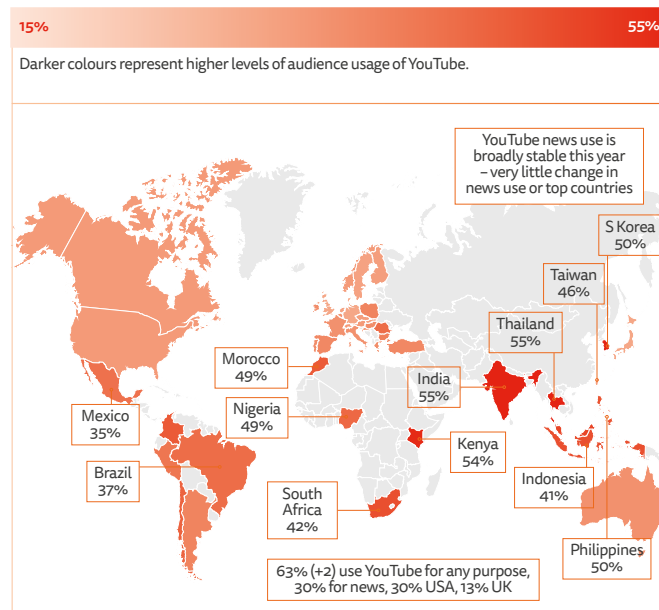 15%
55%
Darker colours represent higher levels of audience usage of YouTube.
YouTube news use is
broadly stable this year
– very little change in
news use or top countries
S Korea
50%
Taiwan
46%
Thailand
55%
Morocco
49%
India
55%
Mexico
35%
Nigeria
49%
Kenya
54%
Brazil
37%
Indonesia
41%
South
Africa
42%
Philippines
50%
63% (+2) use YouTube for any purpose,
30% for news, 30% USA, 13% UK